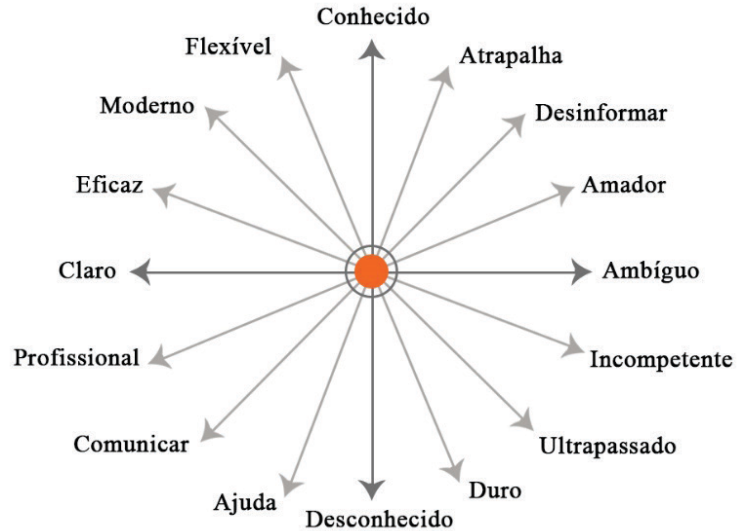 Conhecido
Flexível
Atrapalha
Moderno
Desinformar
Eficaz
Amador
Claro
Ambíguo
Profissional
Incompetente
Comunicar
Ultrapassado
Ajuda
Duro
Desconhecido